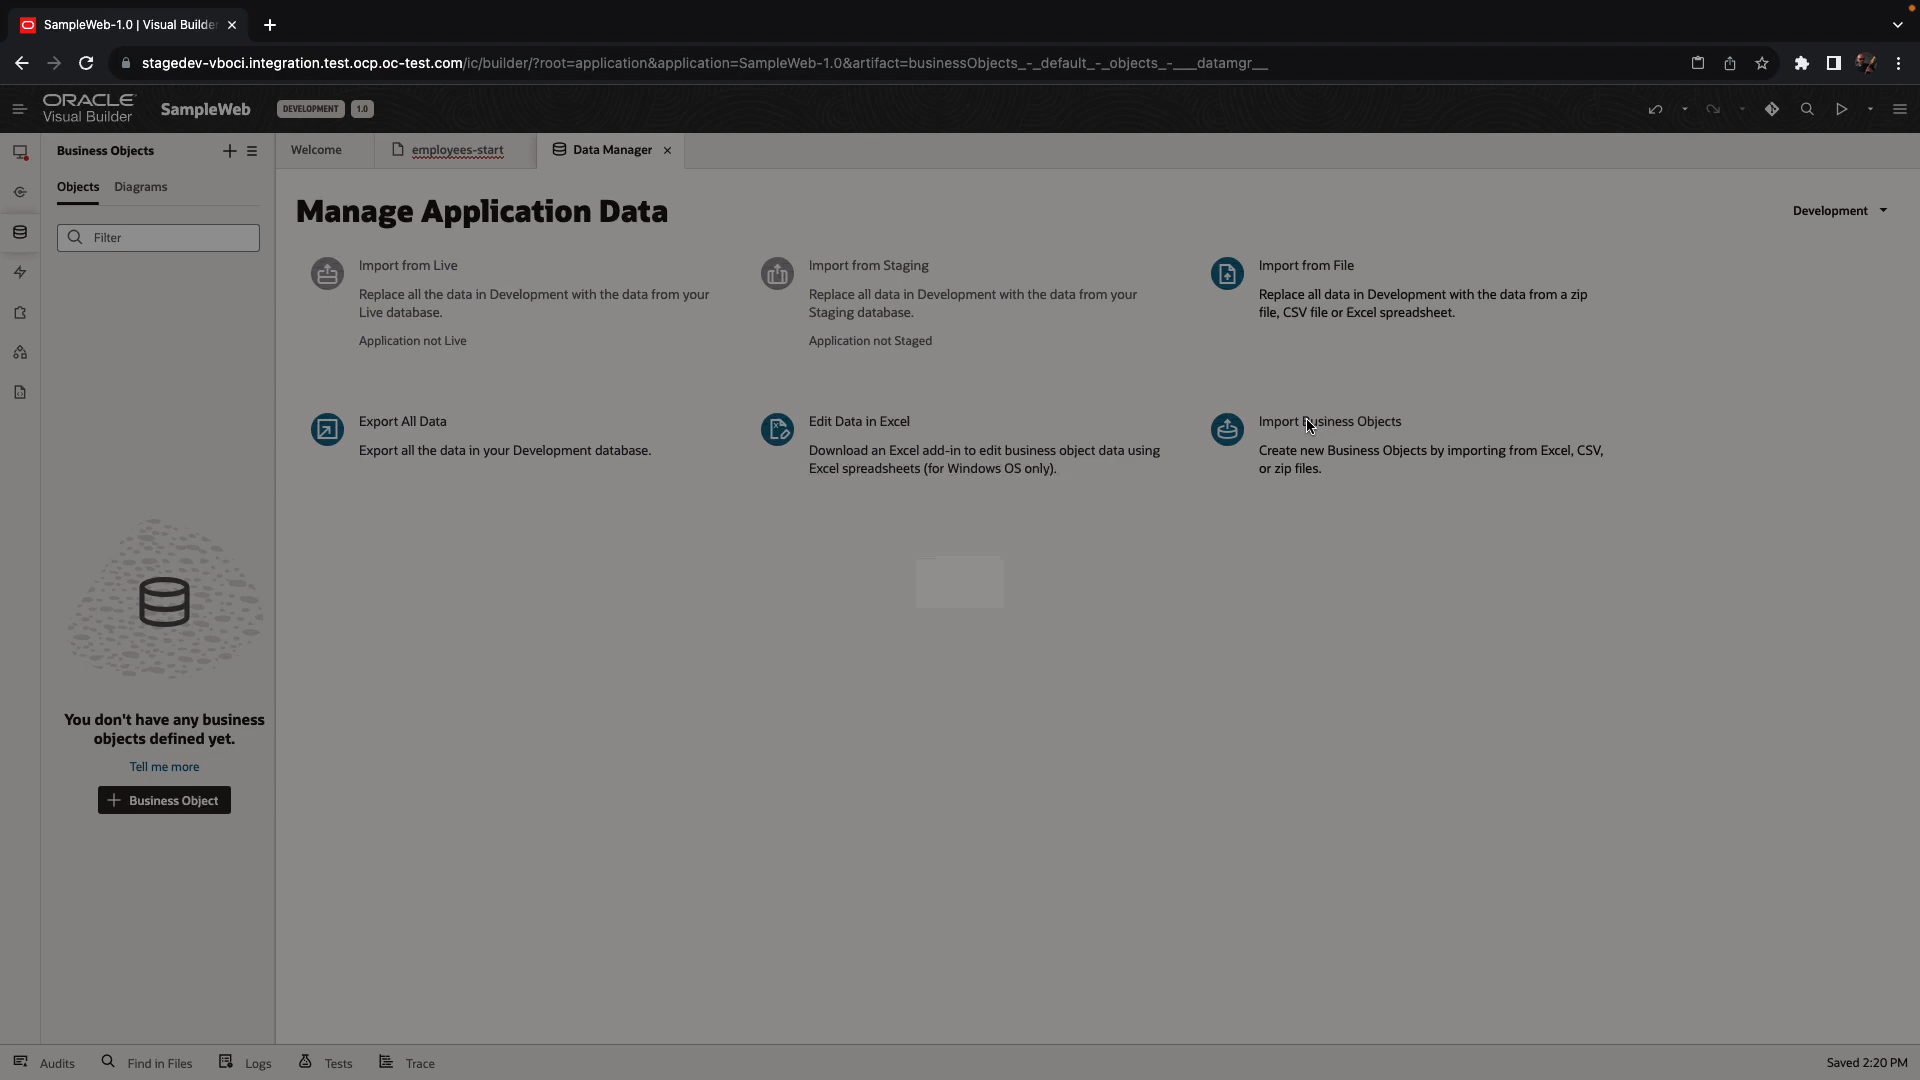 SampleWeb-1.0 | Visual Builde
stagedev-vboci.integration.test.ocp.oc-test.com/ic/builder/?root=application&application=SampleWeb-1.0&artifact=businessObjects_-_default_-_objects_-___datamgr__
ORACLE
Visual Builder
SampleWeb
DEVELOPMENT
1.0
Business Objects
Objects
Diagrams
Filter
You don't have any business
objects defined yet.
Tell me more
Business Object
Welcome
employees-start
Data Manager
Manage Application Data
Development
Import from Live
Replace all the data in Development with the data from your
Live database.
Application not Live
Import from Staging
Replace all data in Development with the data from your
Staging database.
Application not Staged
Import from File
Replace all data in Development with the data from a zip
file, CSV file or Excel spreadsheet.
Export All Data
Export all the data in your Development database.
Edit Data in Excel
Download an Excel add-in to edit business object data using
Excel spreadsheets (for Windows OS only).
Import Business Objects
Create new Business Objects by importing from Excel, CSV,
or zip files.
Audits
Find in Files
Logs
Tests
Trace
Saved 2:20 PM